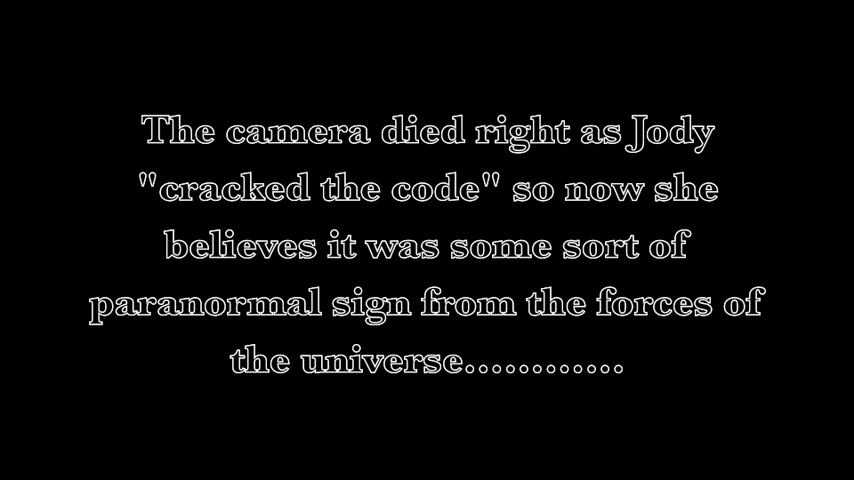 The camera died right as Jody
"cracked the code" so now she
believes it was some sort of
paranormal sign from the forces of
the universe............